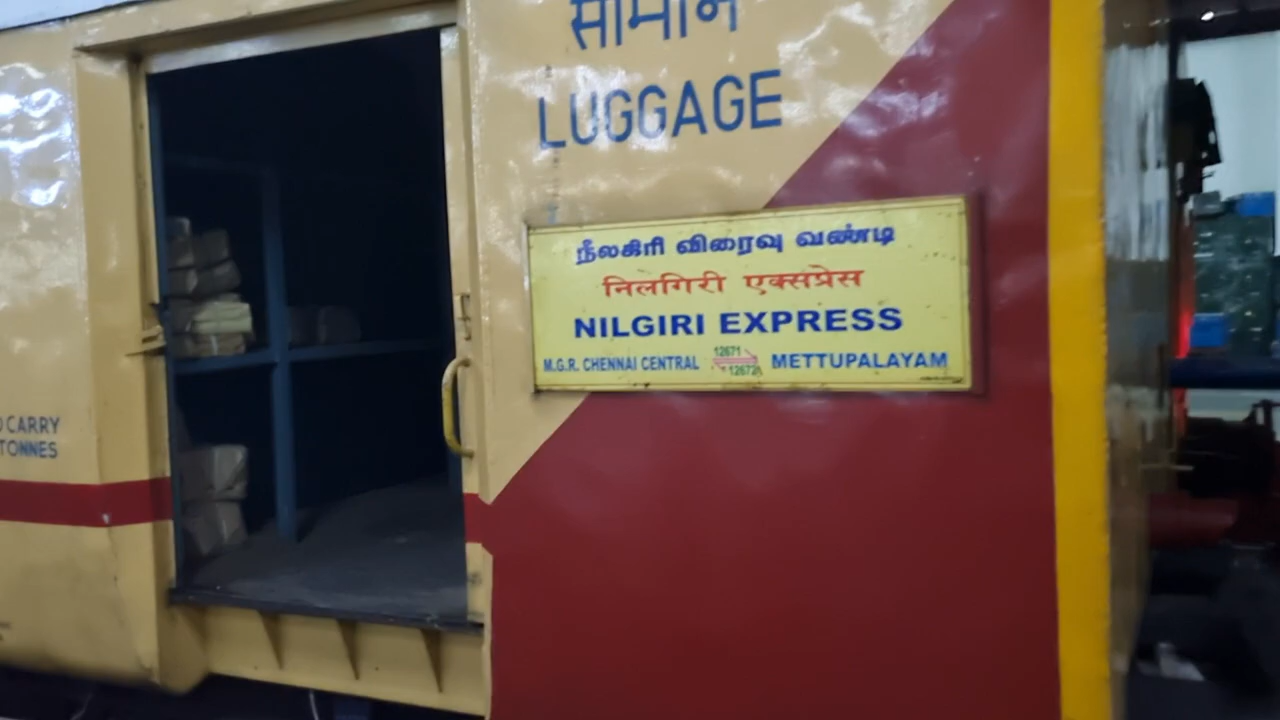 सामान
LUGGAGE
நீலகிரி விரைவு வண்டி
निलगिरी एक्सप्रेस
NILGIRI EXPRESS
M.G.R. CHENNAI CENTRAL 12671 12672 METTUPALAYAM
CARRY
TONNES